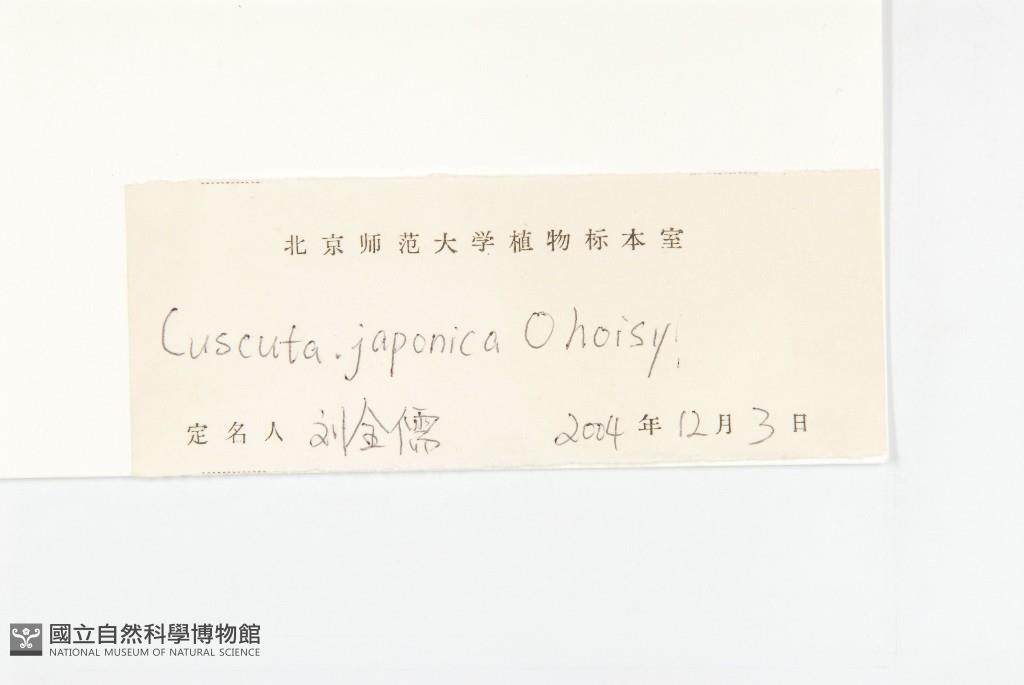 北京师范大学植物标本室
Cuscuta. japonica Ohoisy!
定名人 刘全儒 2004 年 12 月 3 日
國立自然科學博物館
NATIONAL MUSEUM OF NATURAL SCIENCE